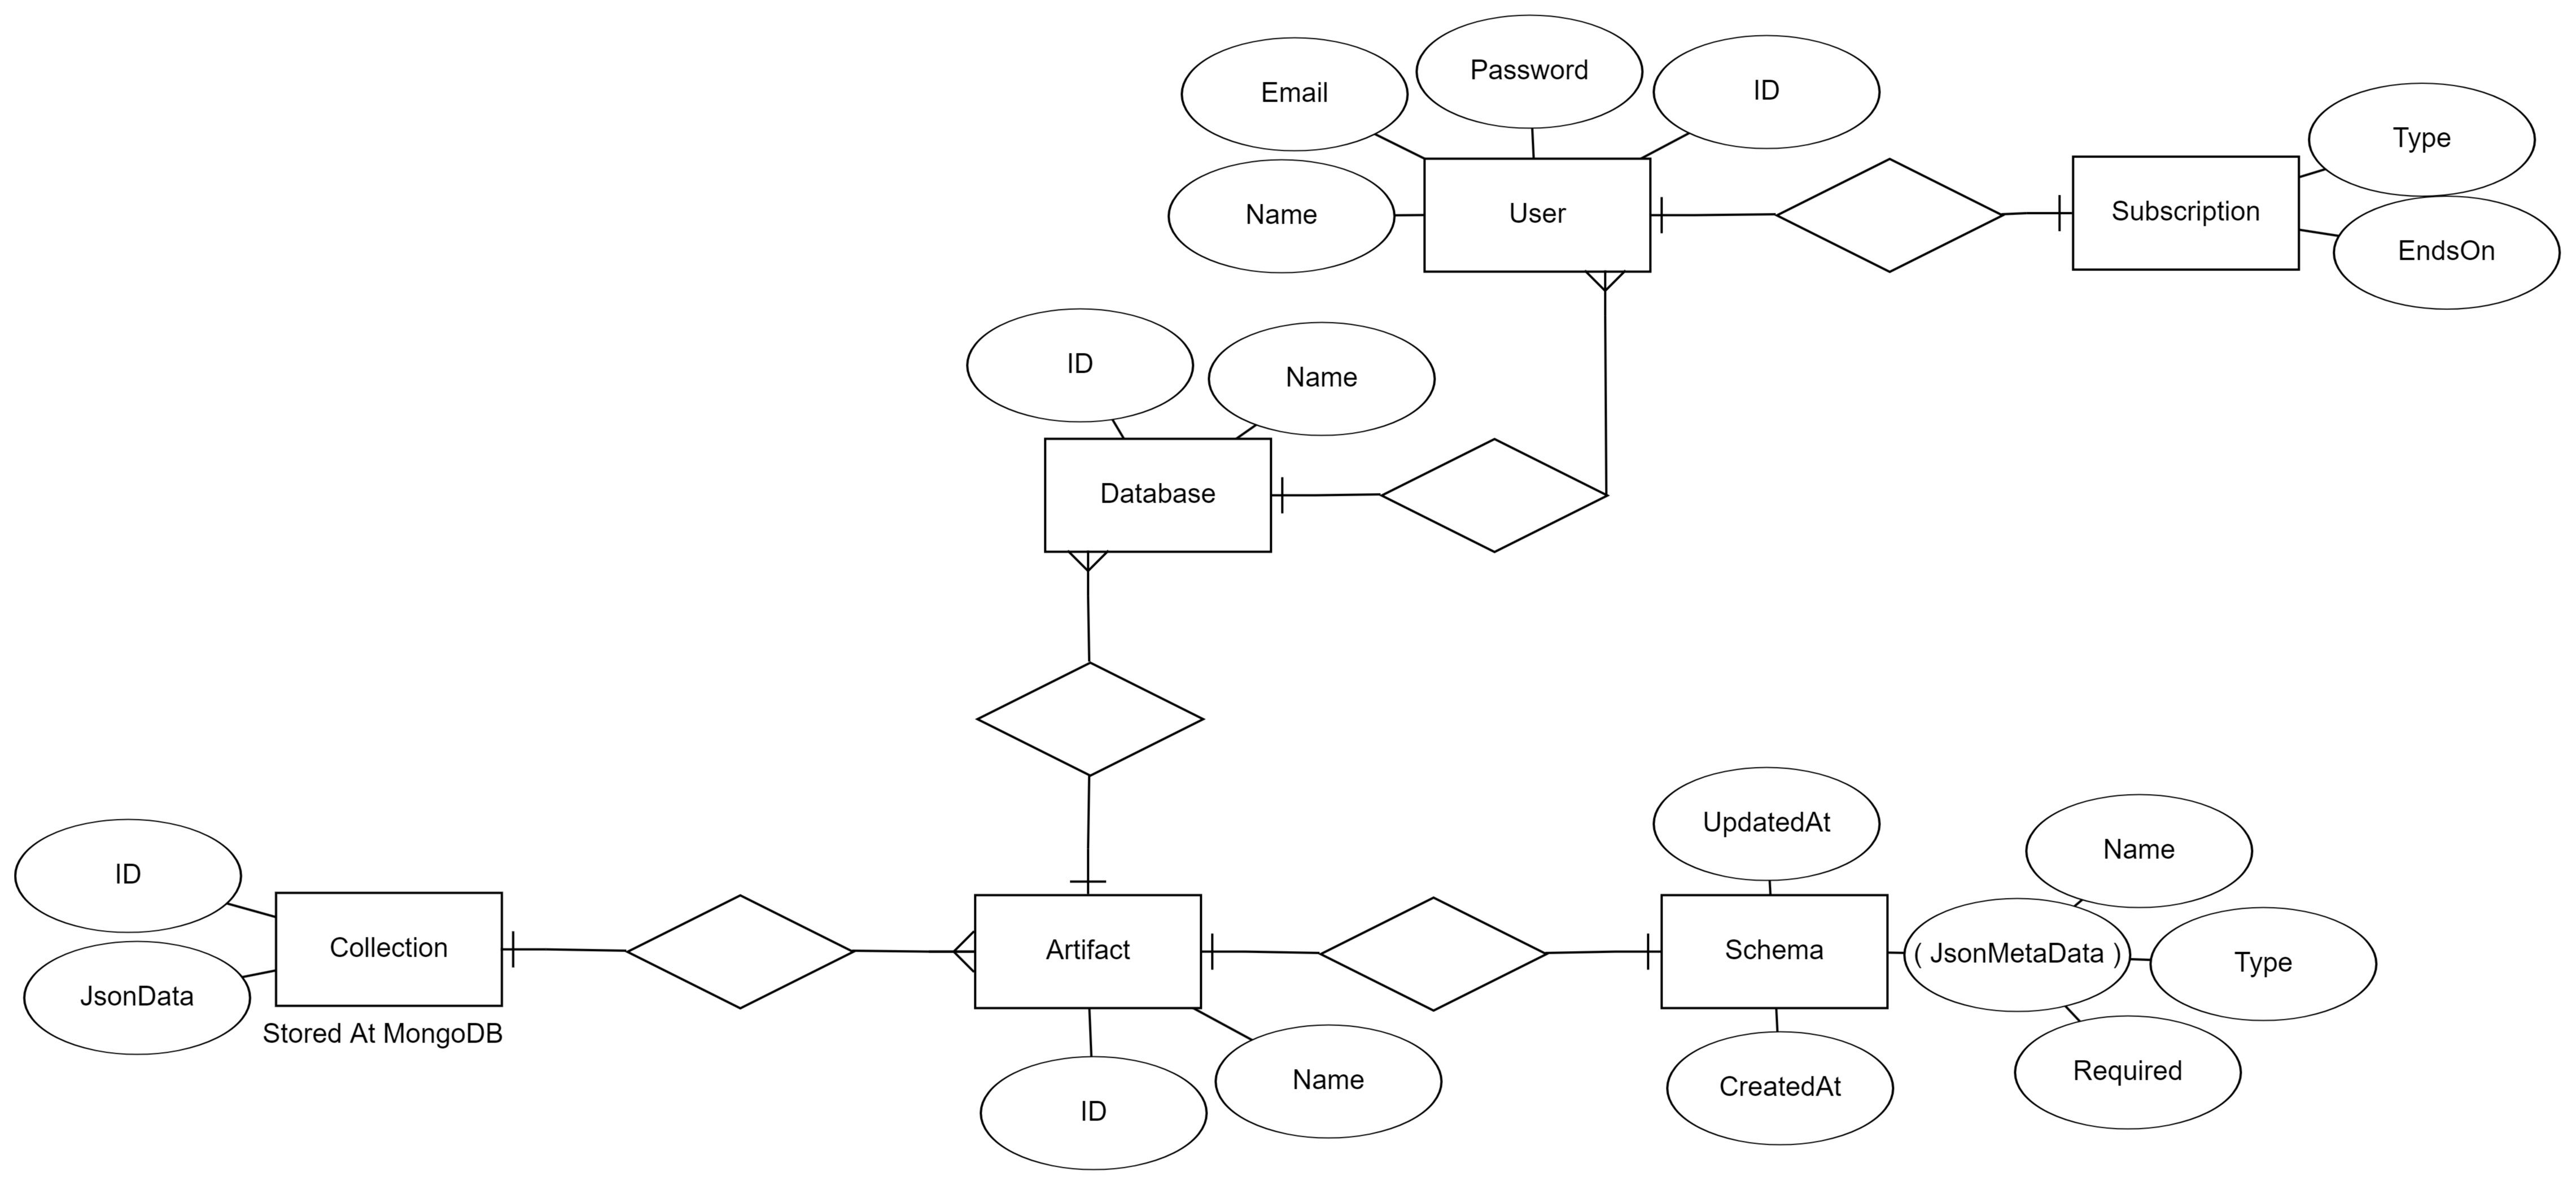 Password
ID
Email
Type
Name
User
Subscription
EndsOn
ID
Name
Database
UpdatedAt
Name
ID
Collection
Artifact
Schema
( JsonMetaData )
Type
JsonData
Stored At MongoDB
Name
CreatedAt
Required
ID